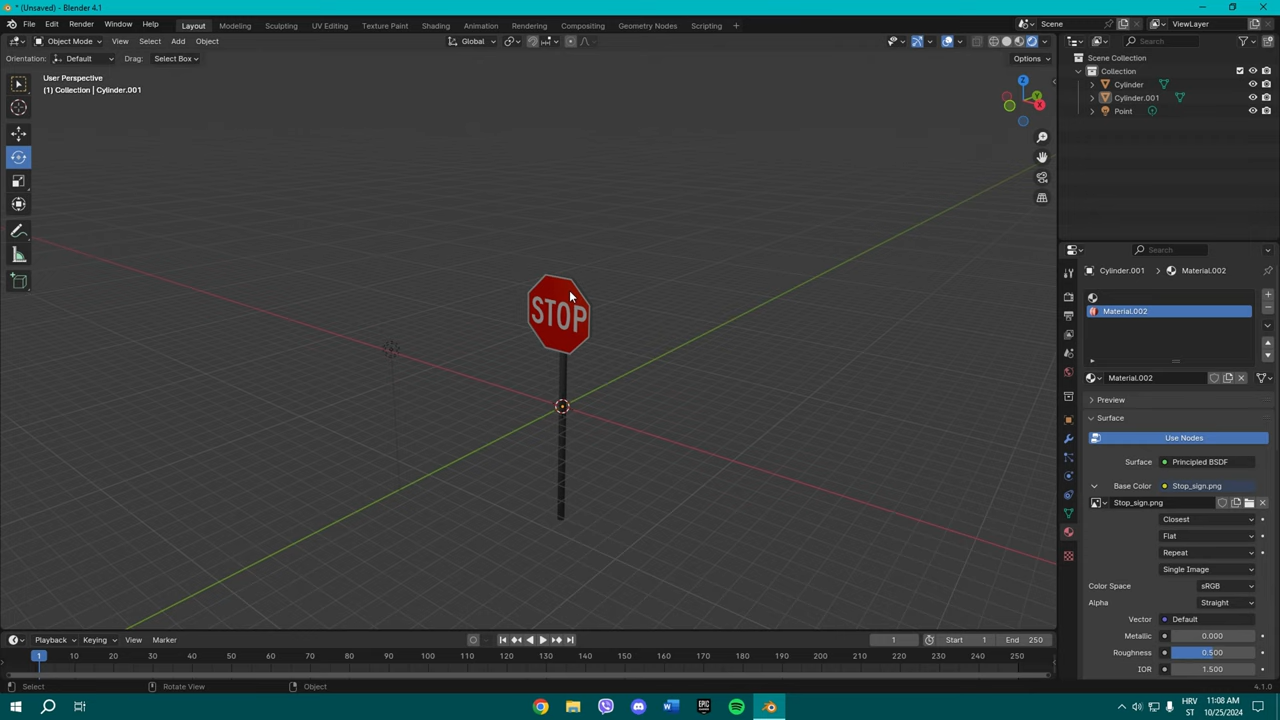 * (Unsaved) - Blender 4.1
File Edit Render Window Help Layout Modeling Sculpting UV Editing Texture Paint Shading Animation Rendering Compositing Geometry Nodes Scripting + Scene ViewLayer
Object Mode View Select Add Object Global Search
Orientation: Default Drag: Select Box Options
Scene Collection
Collection
Cylinder
Cylinder.001
Point
User Perspective
(1) Collection | Cylinder.001
Z
Y
X
STOP
Search
Cylinder.001 > Material.002
Material.002
Material.002
Preview
Surface
Use Nodes
Surface Principled BSDF
Base Color Stop_sign.png
Stop_sign.png
Closest
Flat
Repeat
Single Image
Color Space sRGB
Alpha Straight
Vector Default
Metallic 0.000
Roughness 0.500
IOR 1.500
Playback Keying View Marker 1 Start 1 End 250
1 10 20 30 40 50 60 70 80 90 100 110 120 130 140 150 160 170 180 190 200 210 220 230 240 250
Select Rotate View Object 4.1.0
HRV 11:08 AM
ST 10/25/2024